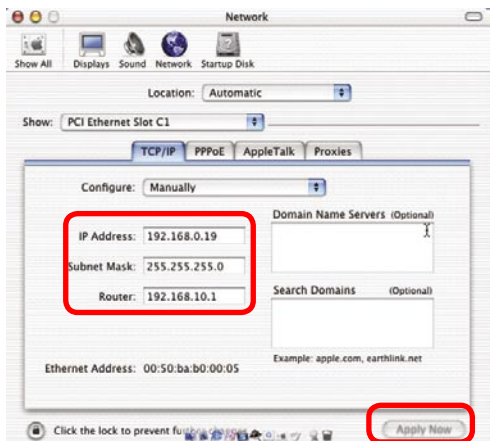 Network
Show All Displays Sound Network Startup Disk
Location: Automatic
Show: PCI Ethernet Slot C1
TCP/IP PPPoE AppleTalk Proxies
Configure: Manually
Domain Name Servers (Optional)
IP Address: 192.168.0.19
Subnet Mask: 255.255.255.0
Router: 192.168.10.1
Search Domains (Optional)
Example: apple.com, earthlink.net
Ethernet Address: 00:50:ba:b0:00:05
Click the lock to prevent further changes.
Apply Now